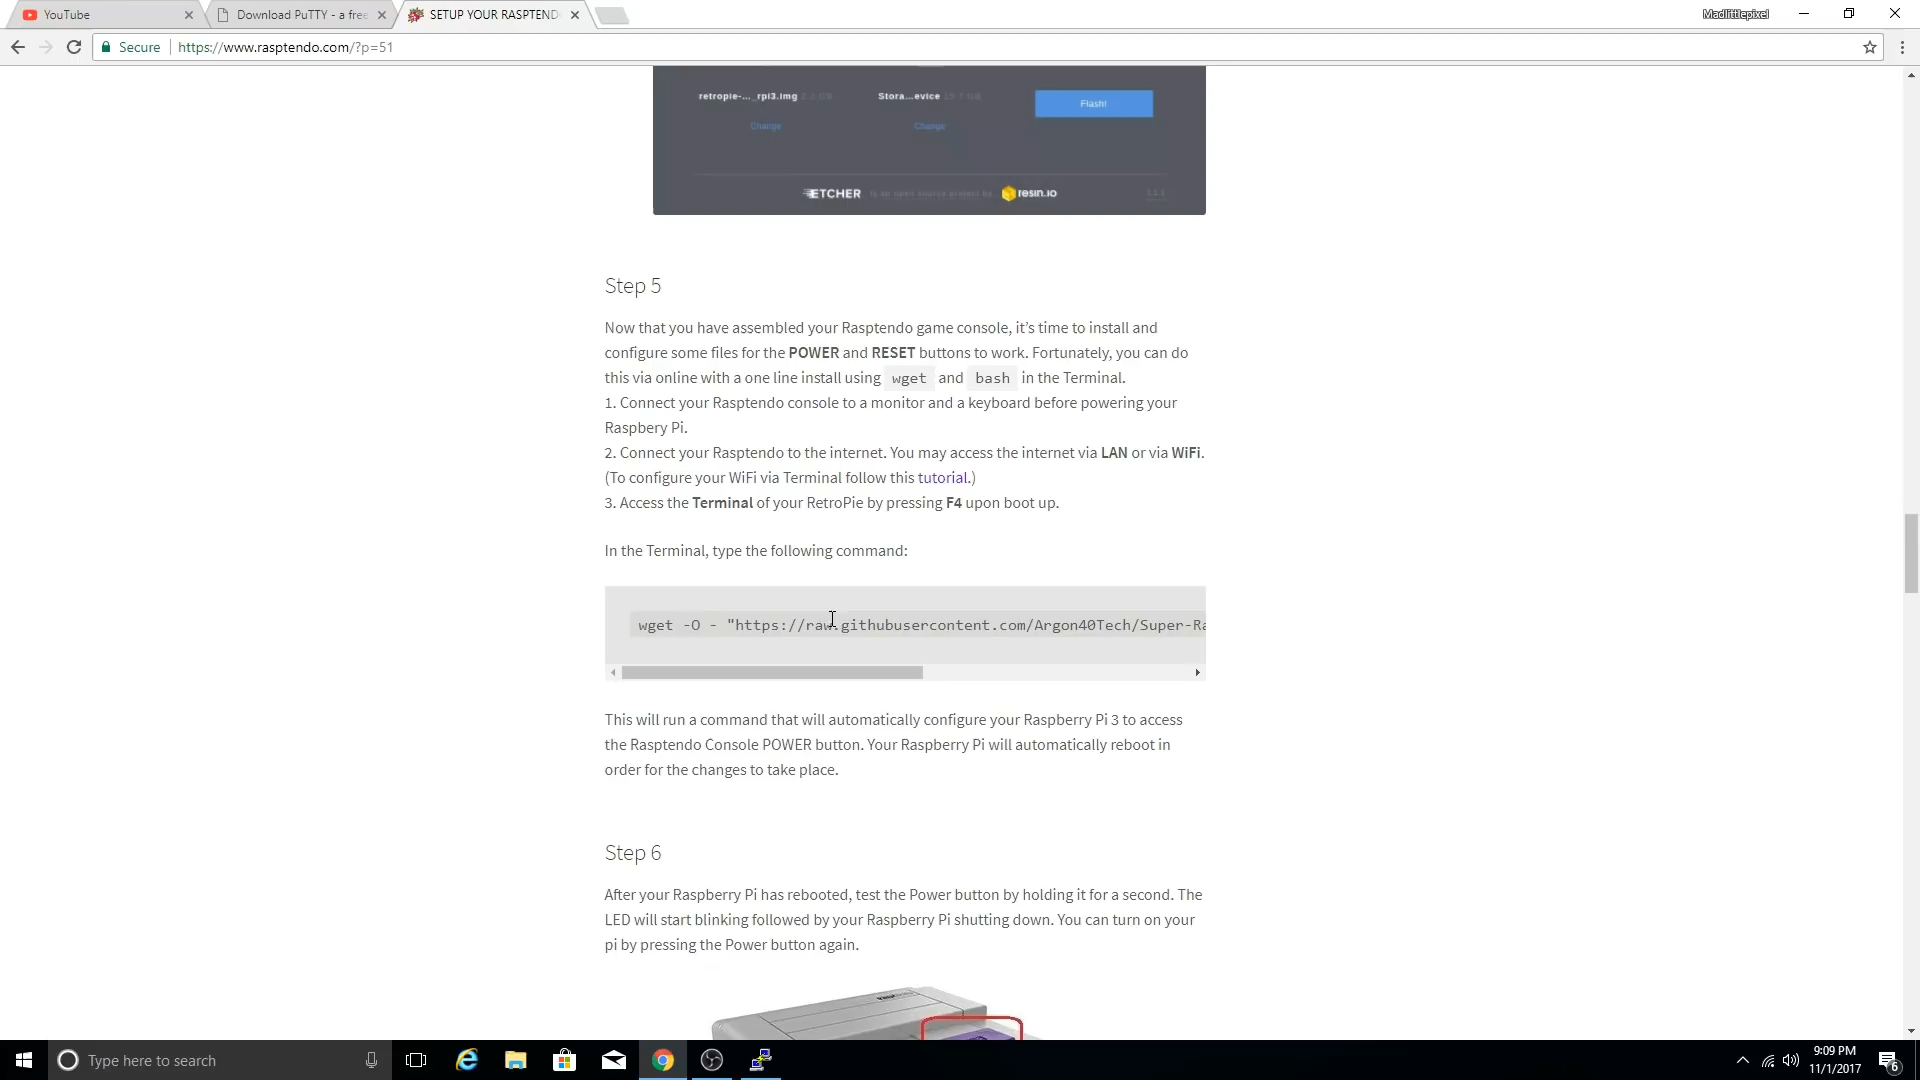 YouTube
Download PuTTY - a free
SETUP YOUR RASPTEND
Madlittlepixel
Secure
https://www.rasptendo.com/?p=51
retropie-..._rpi3.img
Stora...evice
Flash!
Change
Change
ETCHER is an open source project by resin.io
Step 5
Now that you have assembled your Rasptendo game console, it’s time to install and
configure some files for the POWER and RESET buttons to work. Fortunately, you can do
this via online with a one line install using wget and bash in the Terminal.
1. Connect your Rasptendo console to a monitor and a keyboard before powering your
Raspbery Pi.
2. Connect your Rasptendo to the internet. You may access the internet via LAN or via WiFi.
(To configure your WiFi via Terminal follow this tutorial.)
3. Access the Terminal of your RetroPie by pressing F4 upon boot up.
In the Terminal, type the following command:
wget -O - "https://raw.githubusercontent.com/Argon40Tech/Super-Ra
This will run a command that will automatically configure your Raspberry Pi 3 to access
the Rasptendo Console POWER button. Your Raspberry Pi will automatically reboot in
order for the changes to take place.
Step 6
After your Raspberry Pi has rebooted, test the Power button by holding it for a second. The
LED will start blinking followed by your Raspberry Pi shutting down. You can turn on your
pi by pressing the Power button again.
Type here to search
9:09 PM
11/1/2017
6